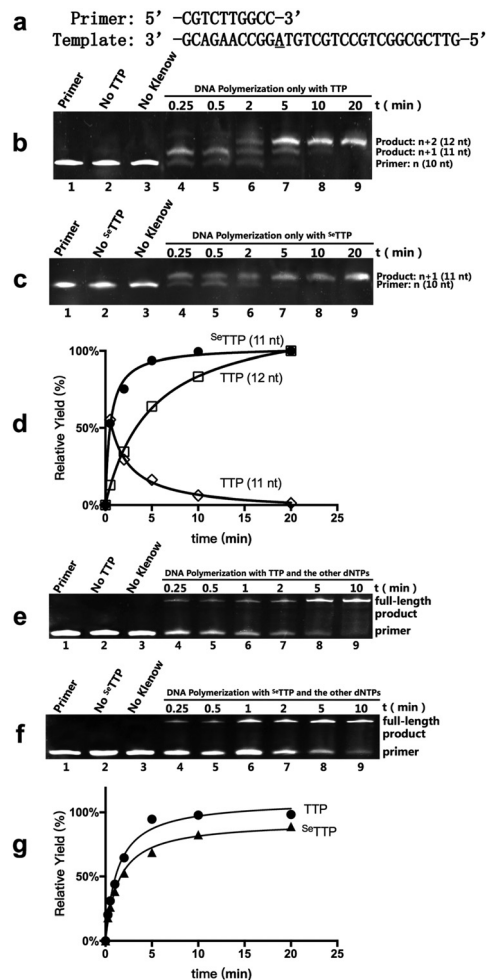 a
Primer: 5’ -CGTCTTGGCC-3’
Template: 3’ -GCAGAACCGGATGTCGTCCGTCGGCGCTTG-5’
b
Primer
No TTP
No Klenow
DNA Polymerization only with TTP
0.25 0.5 2 5 10 20 t ( min )
Product: n+2 (12 nt)
Product: n+1 (11 nt)
Primer: n (10 nt)
1 2 3 4 5 6 7 8 9
c
Primer
No SeTTP
No Klenow
DNA Polymerization only with SeTTP
0.25 0.5 2 5 10 20 t ( min )
Product: n+1 (11 nt)
Primer: n (10 nt)
1 2 3 4 5 6 7 8 9
d
Relative Yield (%)
100%
50%
0%
SeTTP (11 nt)
TTP (12 nt)
TTP (11 nt)
0 5 10 15 20 25
time (min)
e
Primer
No TTP
No Klenow
DNA Polymerization with TTP and the other dNTPs
0.25 0.5 1 2 5 10 t ( min )
full-length
product
primer
1 2 3 4 5 6 7 8 9
f
Primer
No SeTTP
No Klenow
DNA Polymerization with SeTTP and the other dNTPs
0.25 0.5 1 2 5 10 t ( min )
full-length
product
primer
1 2 3 4 5 6 7 8 9
g
Relative Yield (%)
100%
50%
0%
TTP
SeTTP
0 5 10 15 20 25
time (min)